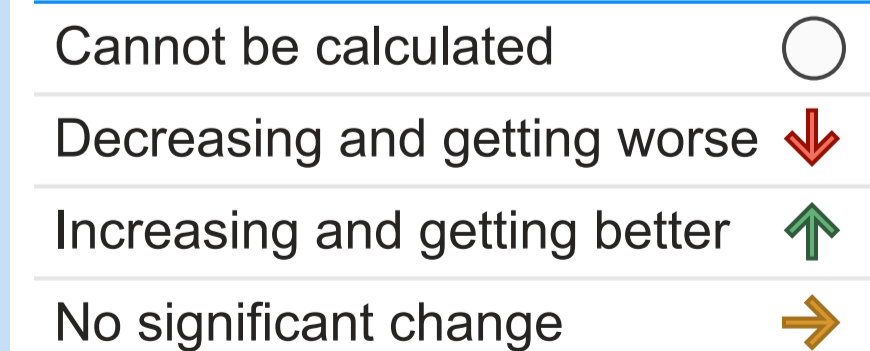 Cannot be calculated
Decreasing and getting worse
Increasing and getting better
No significant change